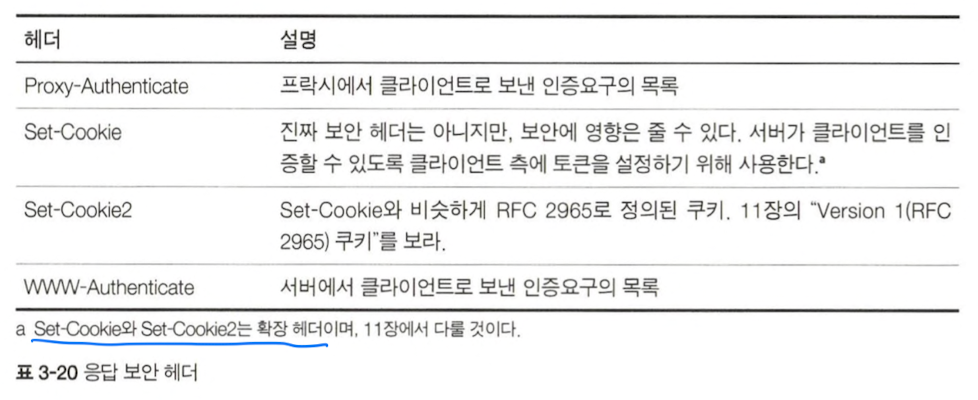 헤더 설명
Proxy-Authenticate 프락시에서 클라이언트로 보낸 인증요구의 목록
Set-Cookie 진짜 보안 헤더는 아니지만, 보안에 영향은 줄 수 있다. 서버가 클라이언트를 인
증할 수 있도록 클라이언트 측에 토큰을 설정하기 위해 사용한다.a
Set-Cookie2 Set-Cookie와 비슷하게 RFC 2965로 정의된 쿠키. 11장의 “Version 1(RFC
2965) 쿠키”를 보라.
WWW-Authenticate 서버에서 클라이언트로 보낸 인증요구의 목록
a Set-Cookie와 Set-Cookie2는 확장 헤더이며, 11장에서 다룰 것이다.
표 3-20 응답 보안 헤더